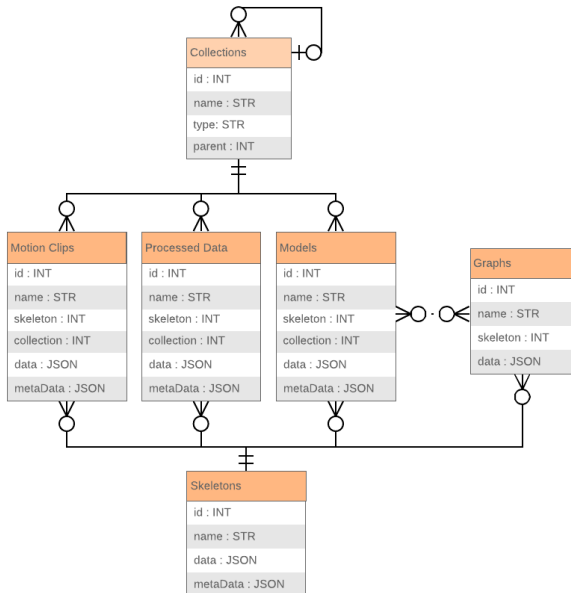 Collections
id : INT
name : STR
type: STR
parent : INT
Motion Clips
id : INT
name : STR
skeleton : INT
collection : INT
data : JSON
metaData : JSON
Processed Data
id : INT
name : STR
skeleton : INT
collection : INT
data : JSON
metaData : JSON
Models
id : INT
name : STR
skeleton : INT
collection : INT
data : JSON
metaData : JSON
Graphs
id : INT
name : STR
skeleton : INT
data : JSON
Skeletons
id : INT
name : STR
data : JSON
metaData : JSON